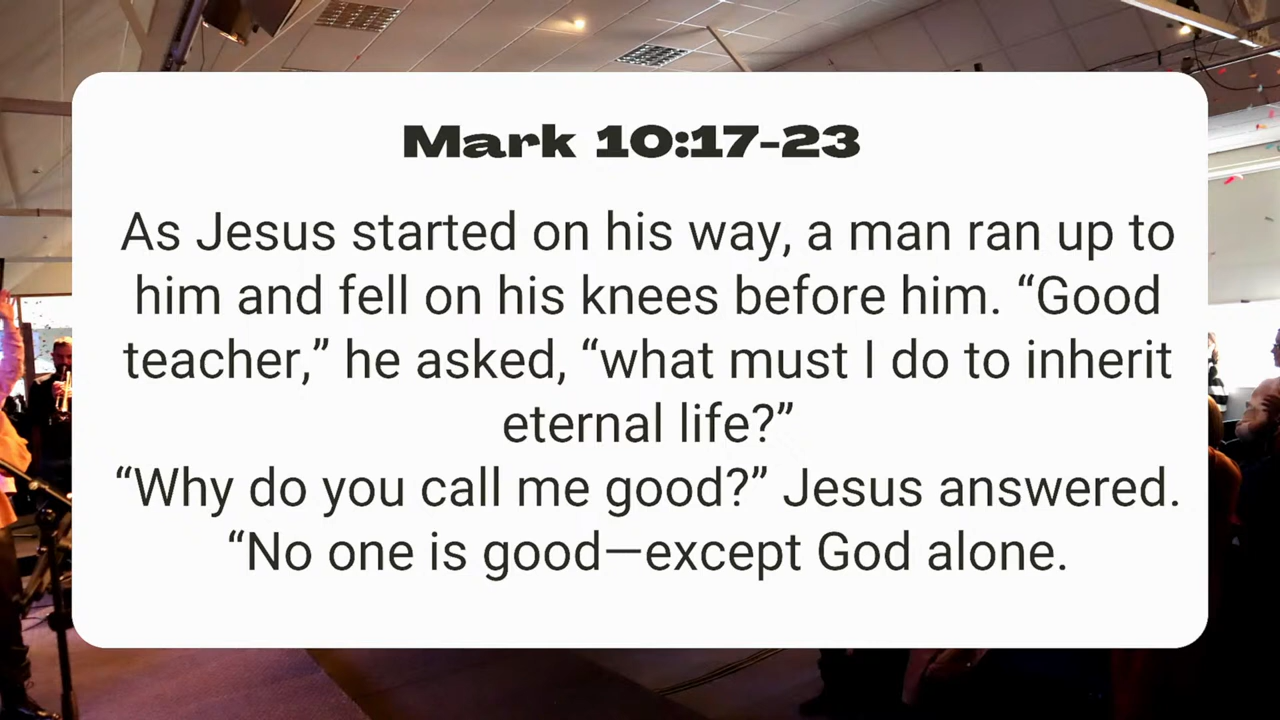 Mark 10:17-23
As Jesus started on his way, a man ran up to
him and fell on his knees before him. “Good
teacher,” he asked, “what must I do to inherit
eternal life?”
“Why do you call me good?” Jesus answered.
“No one is good—except God alone.